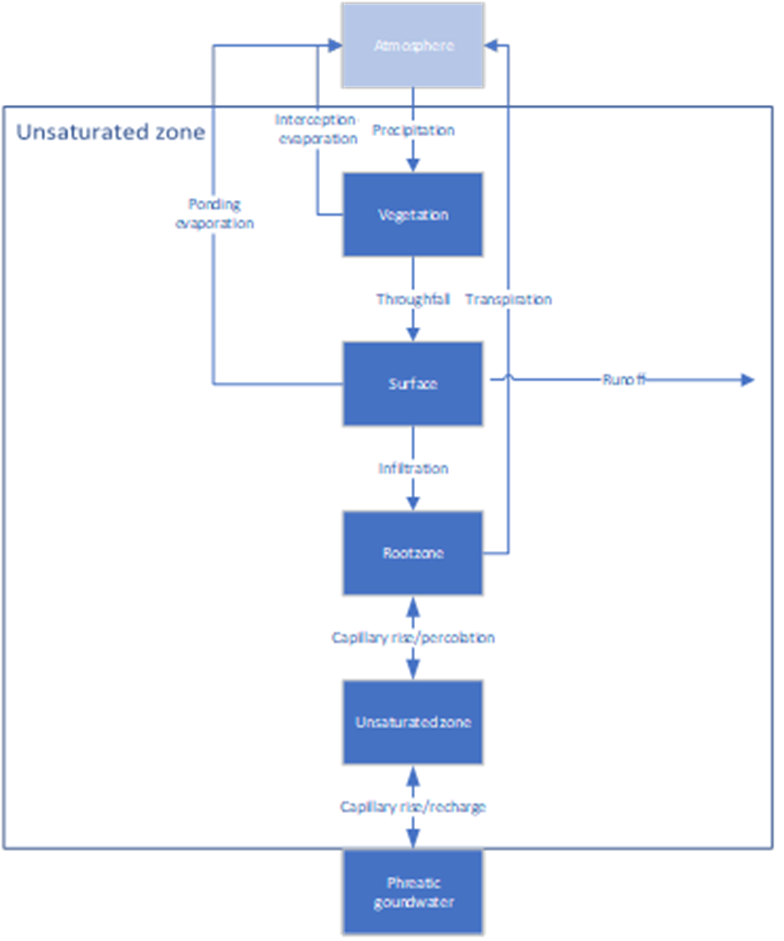 Atmosphere
Interception
evaporation
Precipitation
Unsaturated zone
Ponding
evaporation
Vegetation
Throughfall
Transpiration
Surface
Runoff
Infiltration
Rootzone
Capillary rise/percolation
Unsaturated zone
Capillary rise/recharge
Phreatic
goundwater